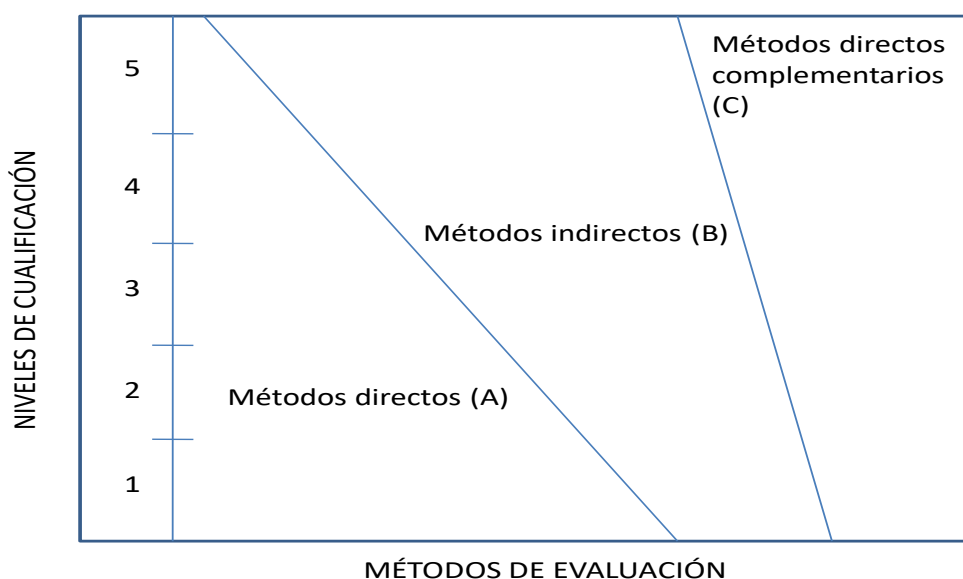 Métodos directos
complementarios
(C)
5
4
Métodos indirectos (B)
3
2
Métodos directos (A)
1
NIVELES DE CUALIFICACIÓN
MÉTODOS DE EVALUACIÓN